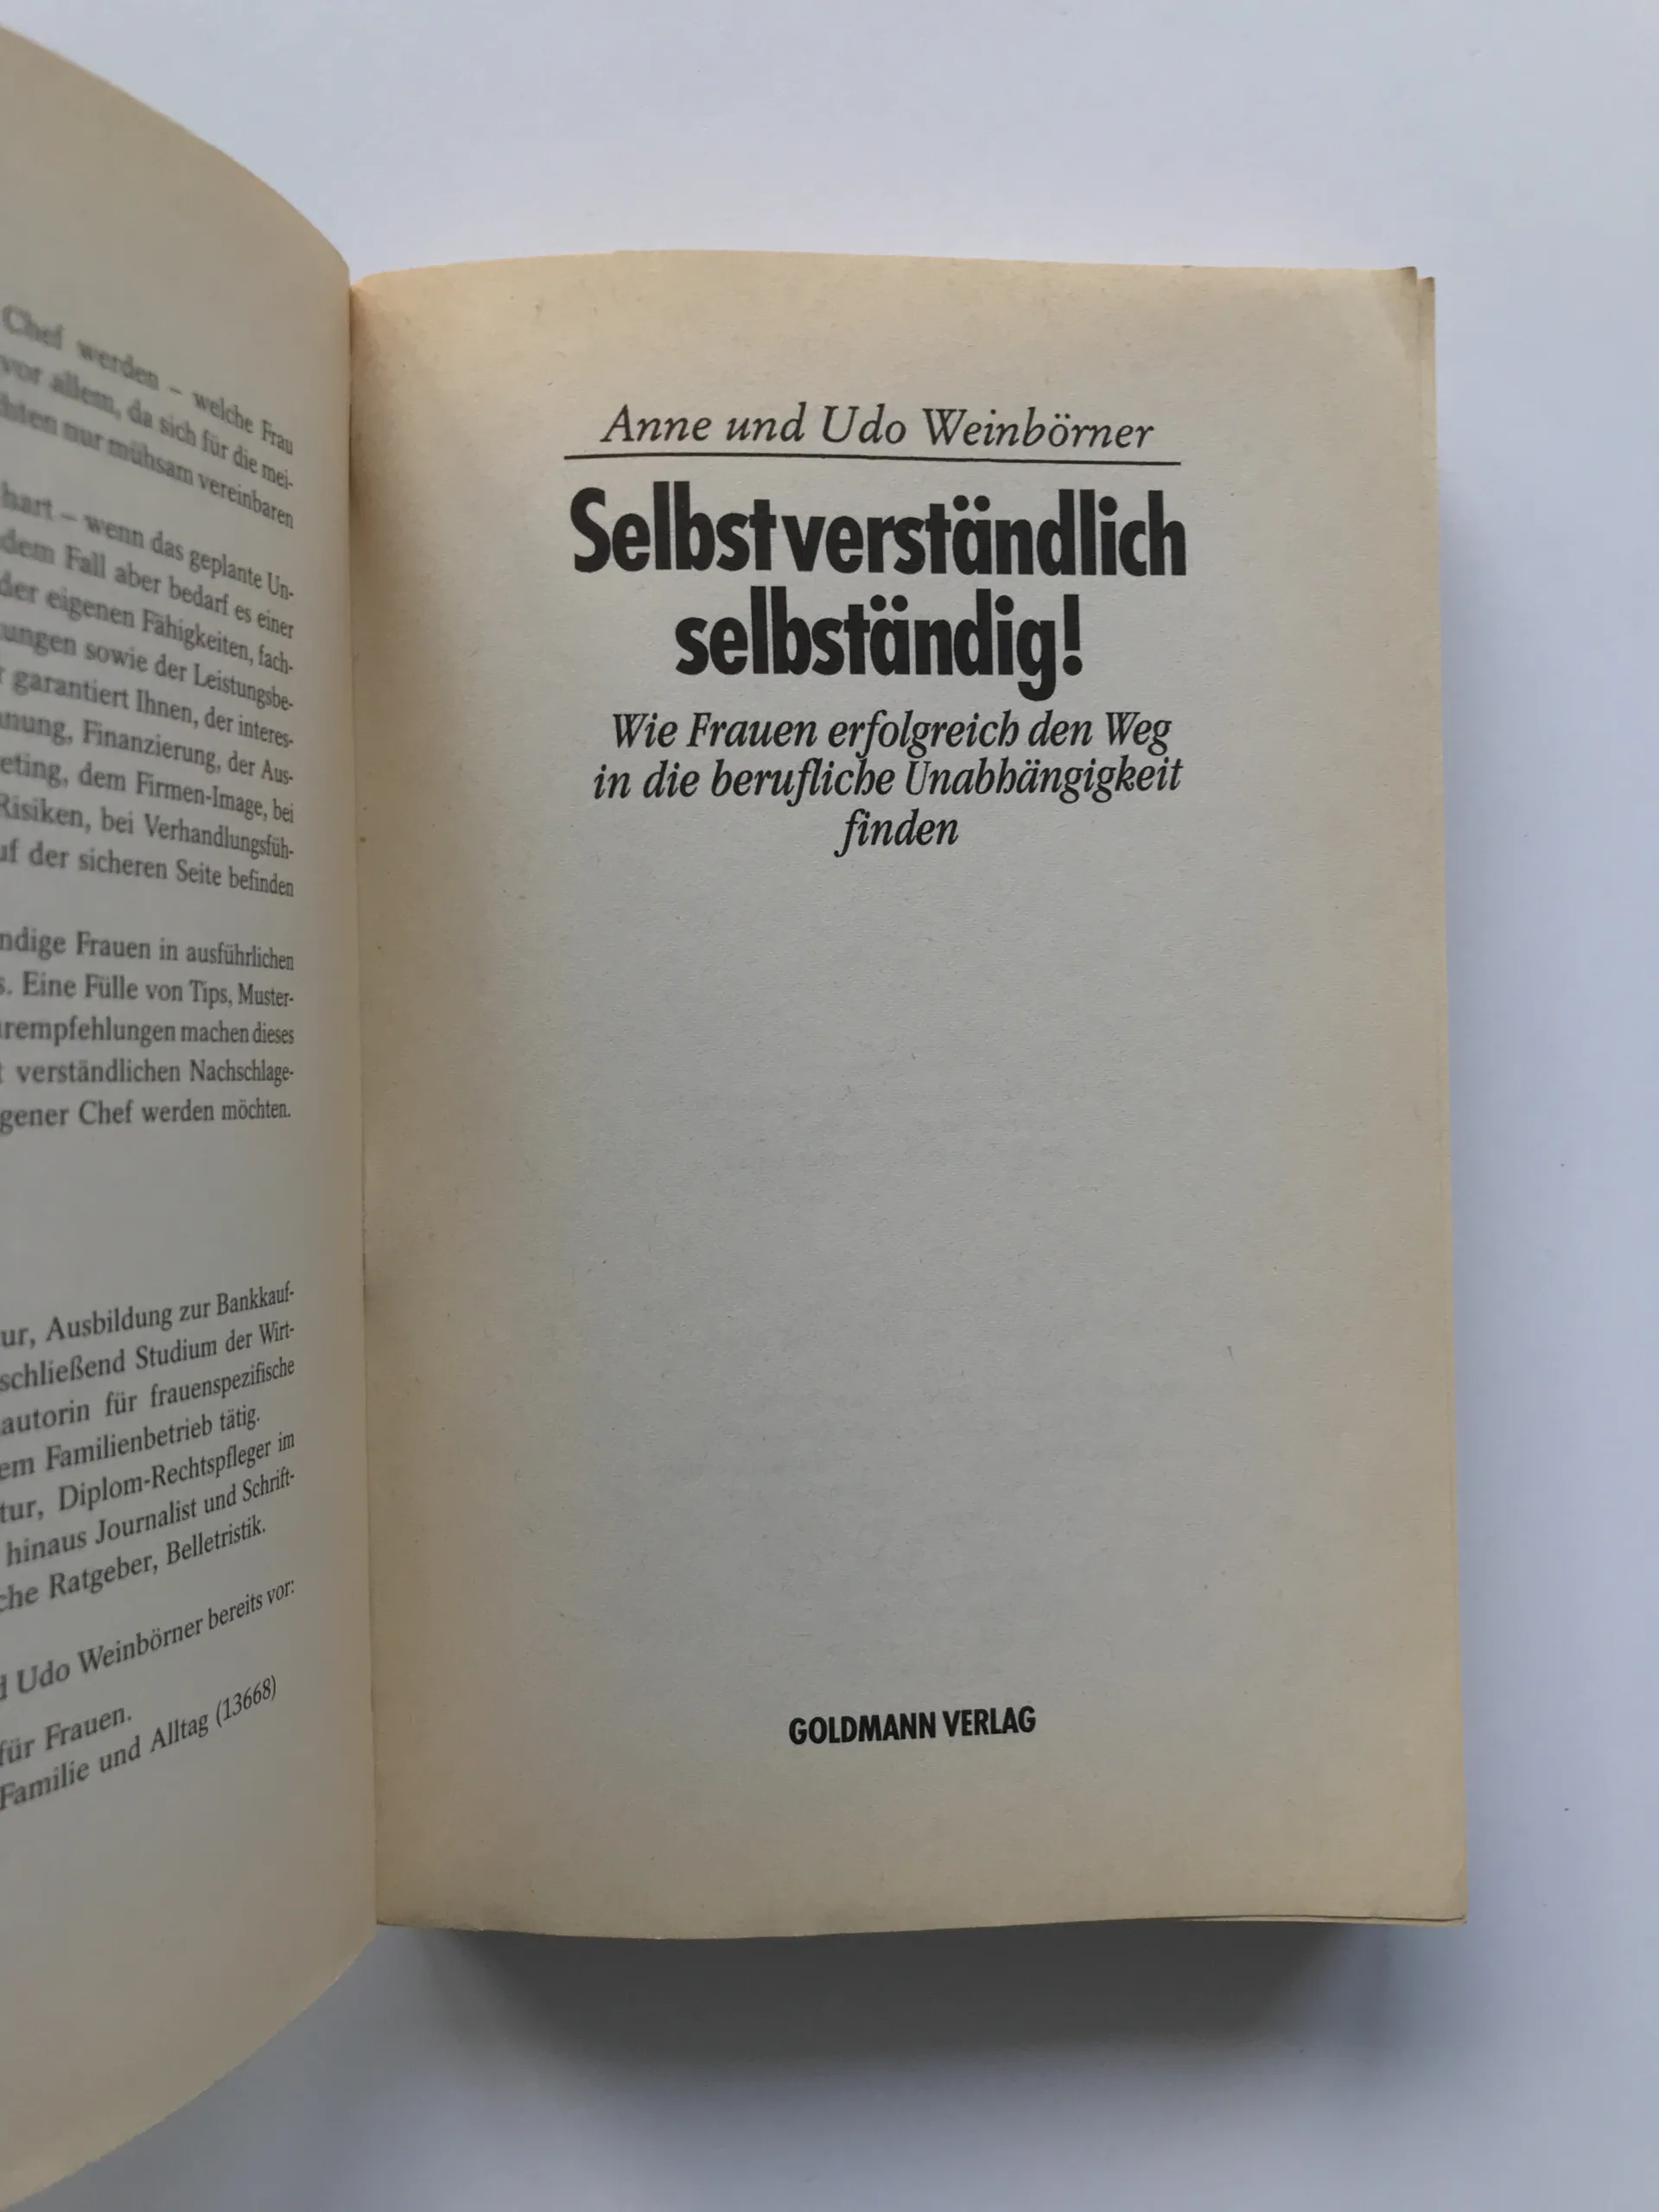 Chef werden – welche Frau
vor allem, da sich für die mei-
nur mühsam vereinbaren
hart – wenn das geplante Un-
dem Fall aber bedarf es einer
der eigenen Fähigkeiten, fach-
ungen sowie der Leistungsbe-
garantiert Ihnen, der interes-
nung, Finanzierung, der Aus-
eting, dem Firmen-Image, bei
Risiken, bei Verhandlungsfüh-
uf der sicheren Seite befinden
ndige Frauen in ausführlichen
s. Eine Fülle von Tips, Muster-
rempfehlungen machen dieses
t verständlichen Nachschlage-
gener Chef werden möchten.
ur, Ausbildung zur Bankkauf-
schließend Studium der Wirt-
autorin für frauenspezifische
em Familienbetrieb tätig.
tur, Diplom-Rechtspfleger im
hinaus Journalist und Schrift-
che Ratgeber, Belletristik.
d Udo Weinbörner bereits vor:
für Frauen.
Familie und Alltag (13668)
Anne und Udo Weinbörner
Selbstverständlich
selbständig!
Wie Frauen erfolgreich den Weg
in die berufliche Unabhängigkeit
finden
GOLDMANN VERLAG